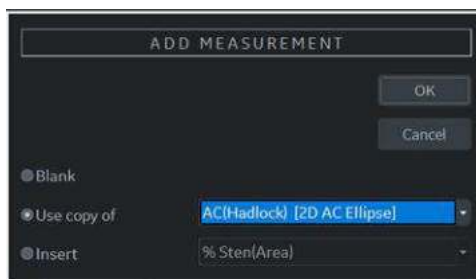 ADD MEASUREMENT
OK
Cancel
Blank
Use copy of AC(Hadlock) [2D AC Ellipse]
Insert % Sten(Area)